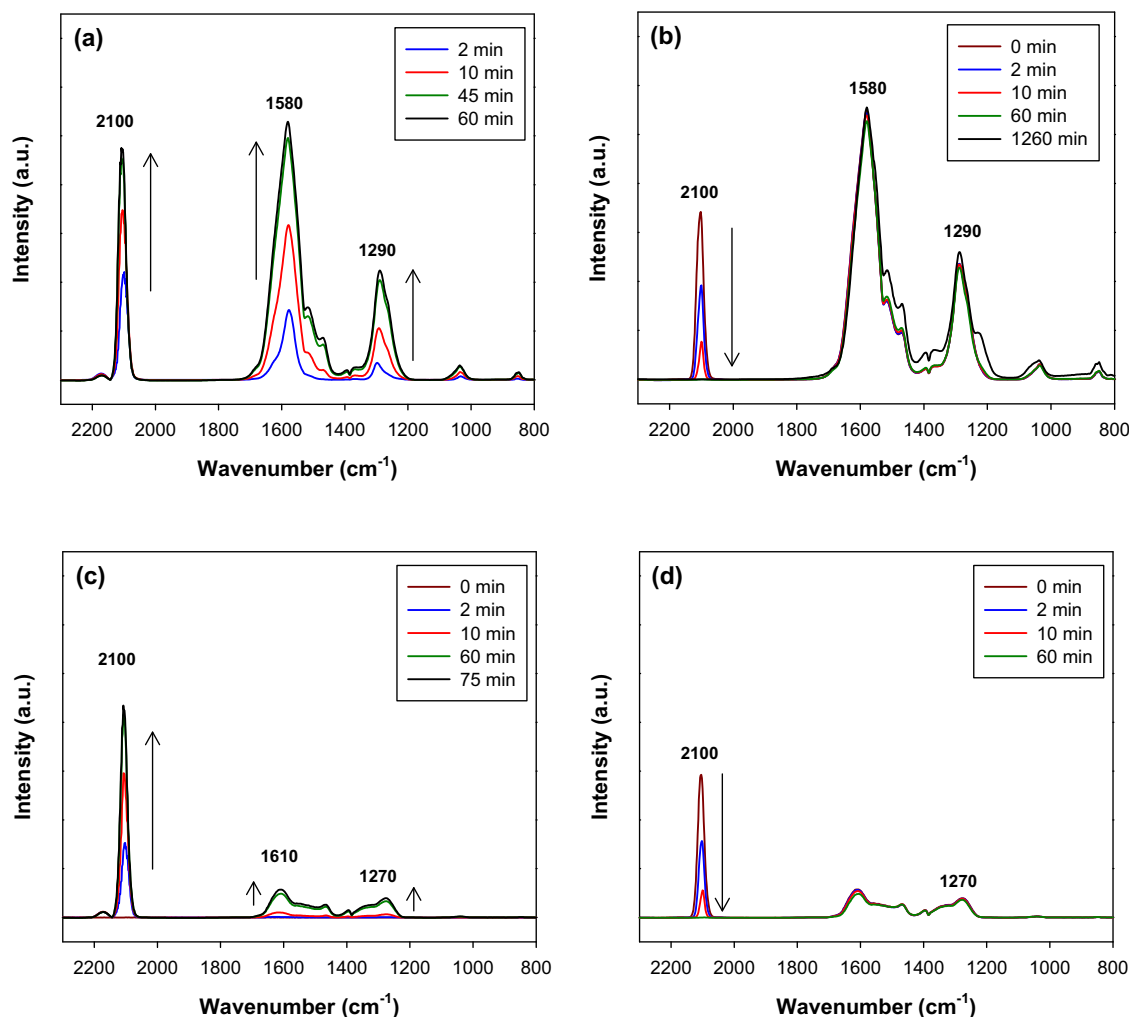 (a)
2 min
10 min
45 min
60 min
2100
1580
1290
Intensity (a.u.)
2200 2000 1800 1600 1400 1200 1000 800
Wavenumber (cm⁻¹)
(b)
0 min
2 min
10 min
60 min
1260 min
2100
1580
1290
Intensity (a.u.)
2200 2000 1800 1600 1400 1200 1000 800
Wavenumber (cm⁻¹)
(c)
0 min
2 min
10 min
60 min
75 min
2100
1610
1270
Intensity (a.u.)
2200 2000 1800 1600 1400 1200 1000 800
Wavenumber (cm⁻¹)
(d)
0 min
2 min
10 min
60 min
2100
1270
Intensity (a.u.)
2200 2000 1800 1600 1400 1200 1000 800
Wavenumber (cm⁻¹)